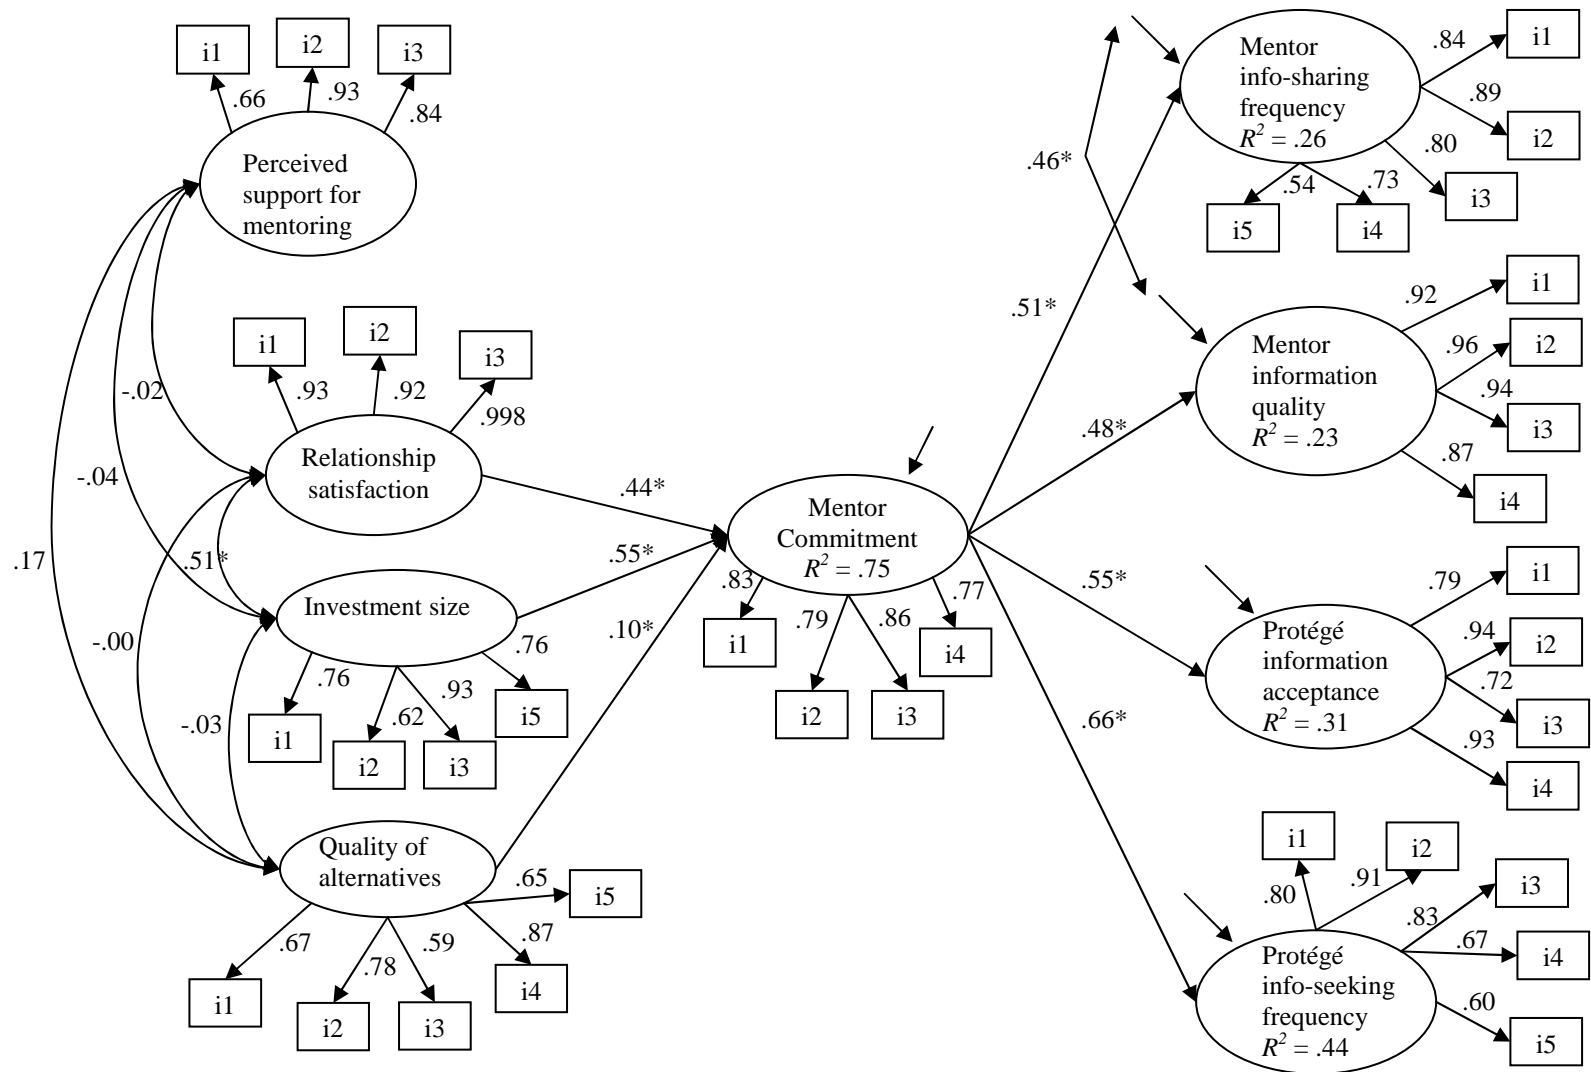 i1
i2
i3
.66
.93
.84
Perceived
support for
mentoring
i1
i2
i3
.93
.92
.998
Relationship
satisfaction
-.02
-.04
.17
.51*
-.00
-.03
Investment size
.76
.62
.93
.76
i1
i2
i3
i5
Quality of
alternatives
.67
.78
.59
.87
.65
i1
i2
i3
i4
i5
.44*
.55*
.10*
Mentor
Commitment
R2 = .75
.83
.79
.86
.77
i1
i2
i3
i4
.46*
.51*
.48*
.55*
.66*
Mentor
info-sharing
frequency
R2 = .26
.84
.89
.80
.73
.54
i1
i2
i3
i4
i5
Mentor
information
quality
R2 = .23
.92
.96
.94
.87
i1
i2
i3
i4
Protégé
information
acceptance
R2 = .31
.79
.94
.72
.93
i1
i2
i3
i4
Protégé
info-seeking
frequency
R2 = .44
.80
.91
.83
.67
.60
i1
i2
i3
i4
i5